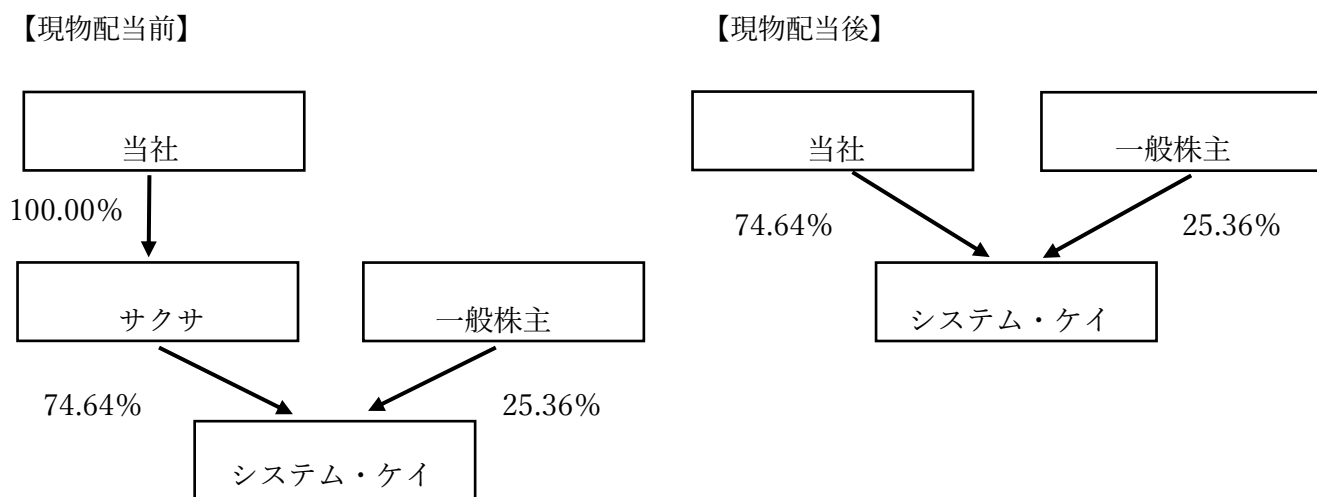 【現物配当前】
当社
100.00%
サクサ
一般株主
74.64%
25.36%
システム・ケイ
【現物配当後】
当社
一般株主
74.64%
25.36%
システム・ケイ